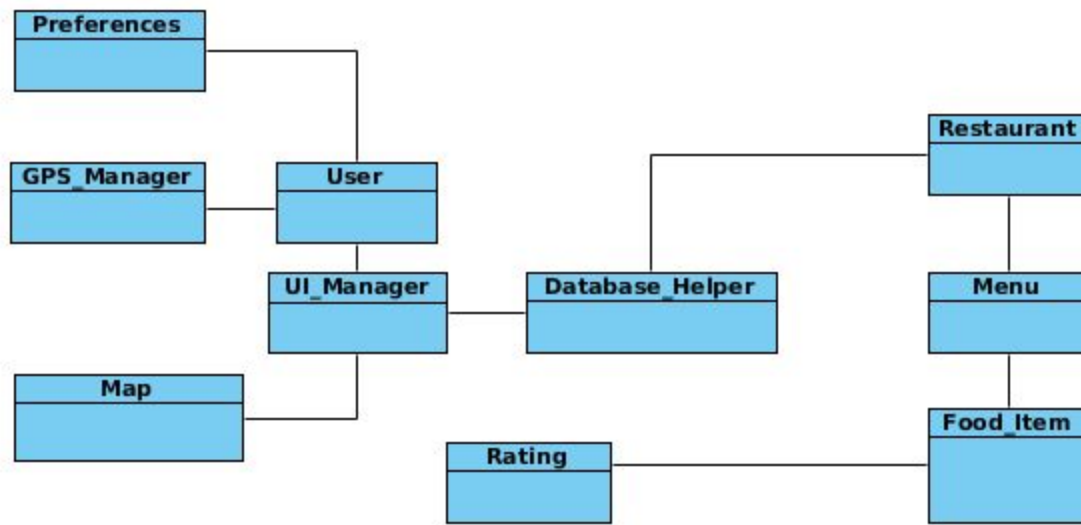 Preferences
Restaurant
GPS_Manager
User
UI_Manager
Database_Helper
Menu
Map
Food_Item
Rating